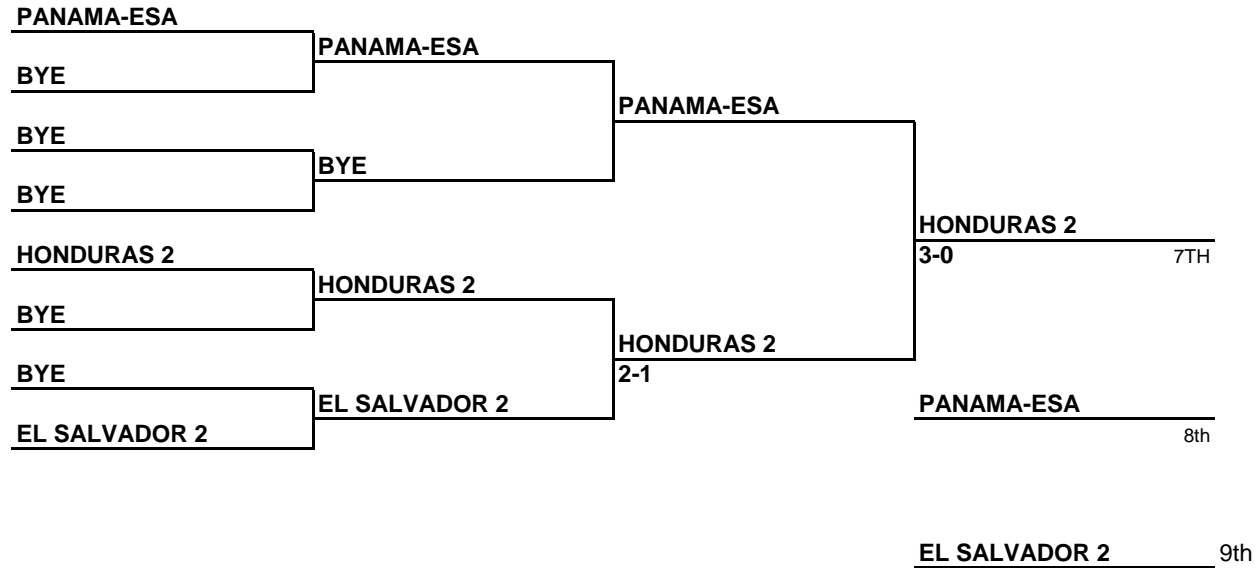 PANAMA-ESA
PANAMA-ESA
BYE
PANAMA-ESA
BYE
BYE
BYE
HONDURAS 2
HONDURAS 2
3-0 7TH
HONDURAS 2
BYE
HONDURAS 2
BYE
2-1
EL SALVADOR 2
PANAMA-ESA
EL SALVADOR 2
8th
EL SALVADOR 2 9th